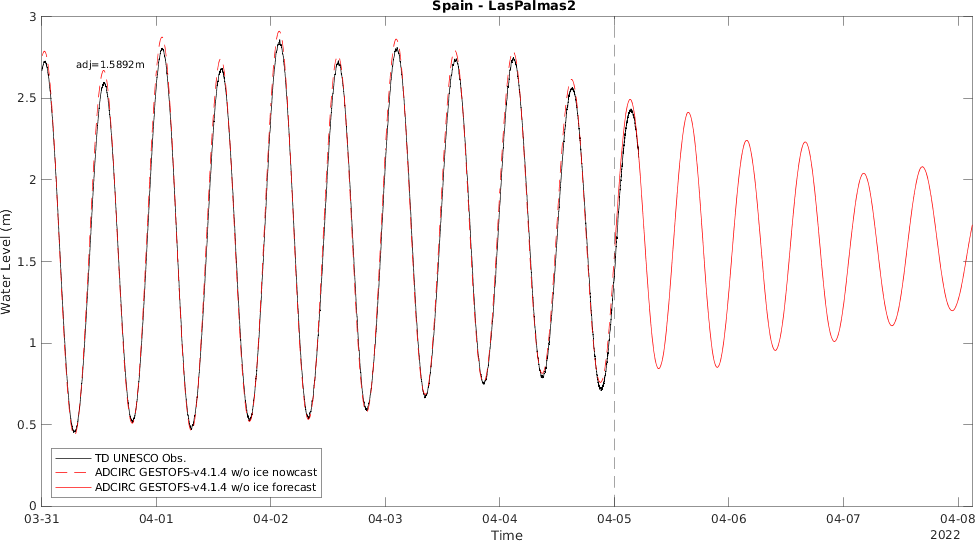 Spain - LasPalmas2
3
adj=1.5892m
2.5
2
1.5
1
0.5
0
Water Level (m)
TD UNESCO Obs.
ADCIRC GESTOFS-v4.1.4 w/o ice nowcast
ADCIRC GESTOFS-v4.1.4 w/o ice forecast
03-31 04-01 04-02 04-03 04-04 04-05 04-06 04-07 04-08
Time
2022